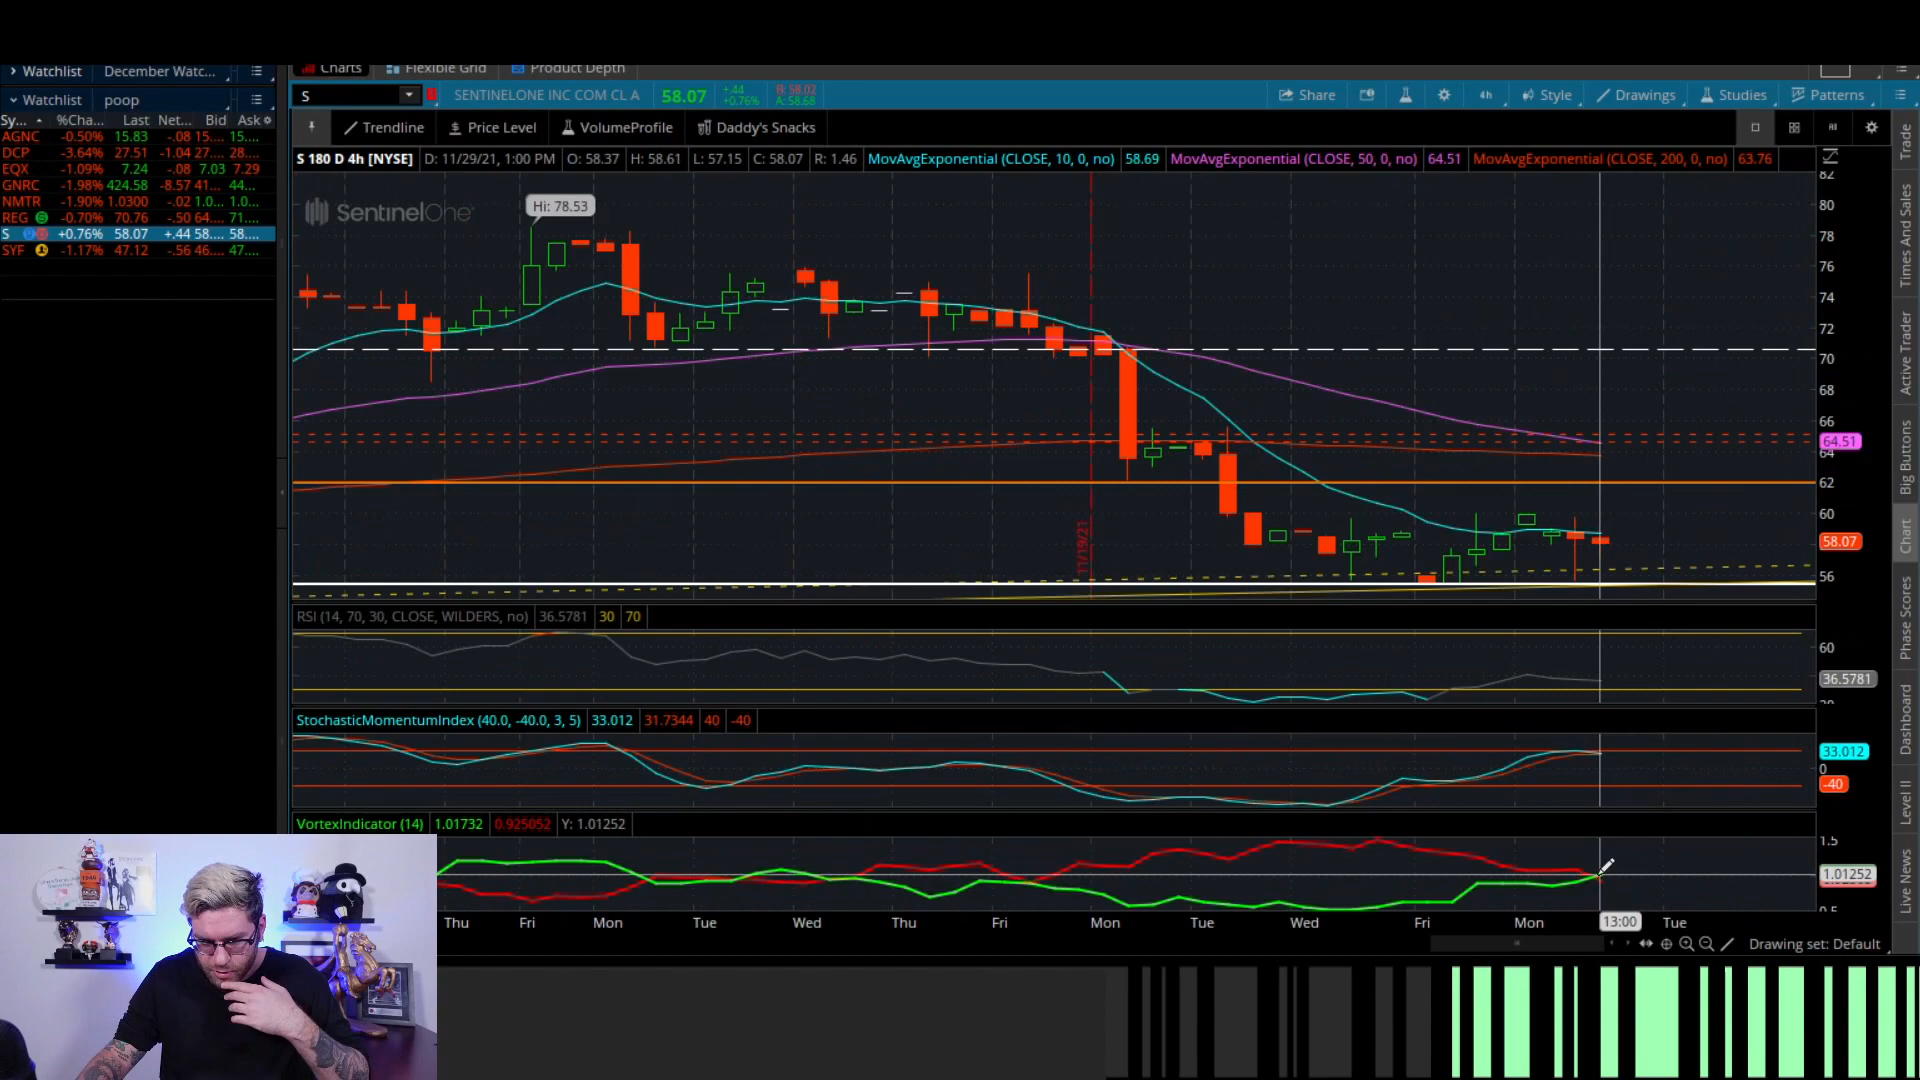 Watchlist December Watc...
Charts Flexible Grid Product Depth
Watchlist poop
S SENTINELONE INC COM CL A 58.07 +.44 +0.76% B: 58.02 A: 58.68 Share 4h Style Drawings Studies Patterns
Sy... %Cha... Last Net... Bid Ask
AGNC -0.50% 15.83 -.08 15.... 15....
DCP -3.64% 27.51 -1.04 27.... 28....
EQX -1.09% 7.24 -.08 7.03 7.29
GNRC -1.98% 424.58 -8.57 41... 44...
NMTR -1.90% 1.0300 -.02 1.0... 1.0...
REG -0.70% 70.76 -.50 64.... 71....
S +0.76% 58.07 +.44 58.... 58....
SYF -1.17% 47.12 -.56 46.... 47....
Trendline Price Level VolumeProfile Daddy's Snacks
S 180 D 4h [NYSE] D: 11/29/21, 1:00 PM O: 58.37 H: 58.61 L: 57.15 C: 58.07 R: 1.46 MovAvgExponential (CLOSE, 10, 0, no) 58.69 MovAvgExponential (CLOSE, 50, 0, no) 64.51 MovAvgExponential (CLOSE, 200, 0, no) 63.76
SentinelOne
Hi: 78.53
11/19/21
82
80
78
76
74
72
70
68
66
64.51
64
62
60
58.07
56
RSI (14, 70, 30, CLOSE, WILDERS, no) 36.5781 30 70
60
36.5781
StochasticMomentumIndex (40.0, -40.0, 3, 5) 33.012 31.7344 40 -40
33.012
0
-40
VortexIndicator (14) 1.01732 0.925052 Y: 1.01252
1.5
1.01252
0.5
Thu Fri Mon Tue Wed Thu Fri Mon Tue Wed Fri Mon 13:00 Tue
Drawing set: Default
Trade
Times And Sales
Active Trader
Big Buttons
Chart
Phase Scores
Dashboard
Level II
Live News